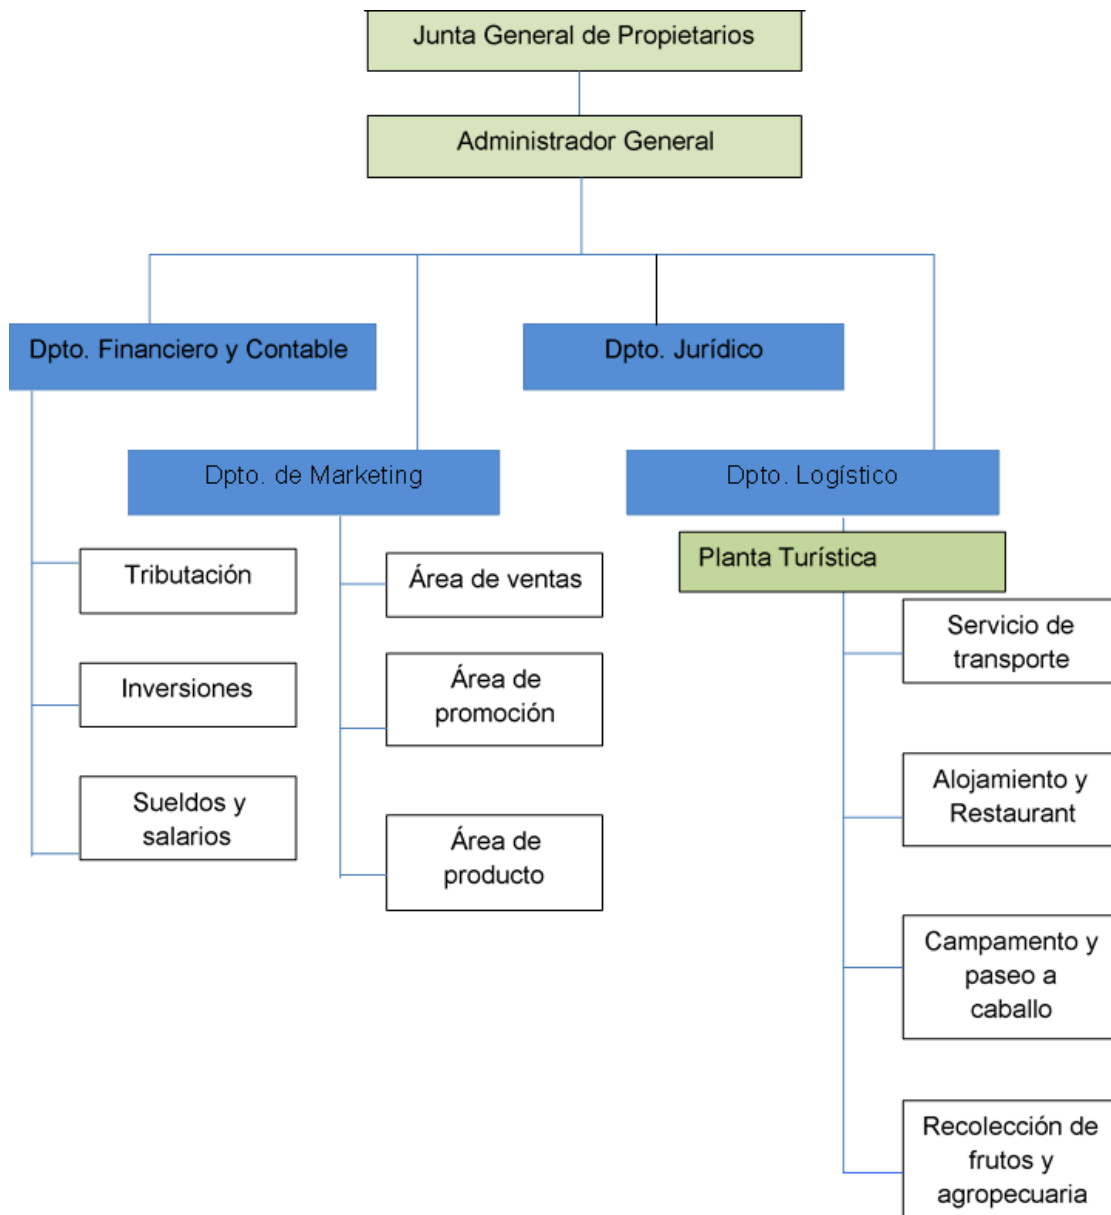 Junta General de Propietarios
Administrador General
Dpto. Financiero y Contable
Dpto. Jurídico
Dpto. de Marketing
Dpto. Logístico
Planta Turística
Tributación
Inversiones
Sueldos y
salarios
Área de ventas
Área de
promoción
Área de
producto
Servicio de
transporte
Alojamiento y
Restaurant
Campamento y
paseo a
caballo
Recolección de
frutos y
agropecuaria